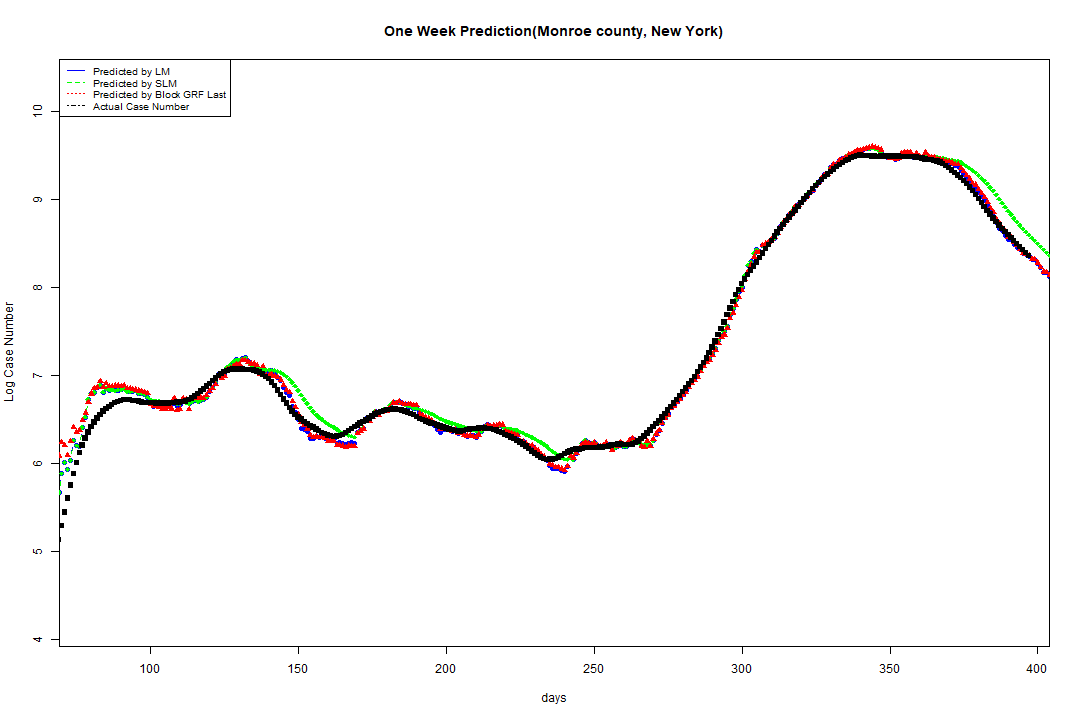 One Week Prediction(Monroe county, New York)
Predicted by LM
Predicted by SLM
Predicted by Block GRF Last
Actual Case Number
Log Case Number
10
9
8
7
6
5
4
100
150
200
250
300
350
400
days